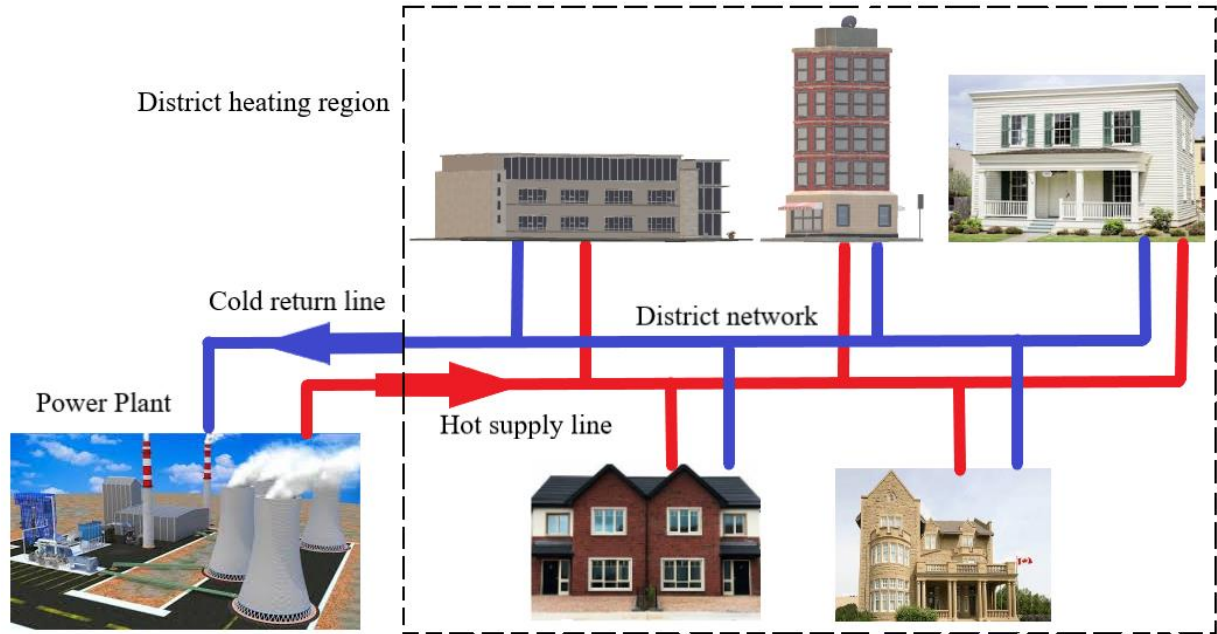 District heating region
Cold return line
District network
Power Plant
Hot supply line